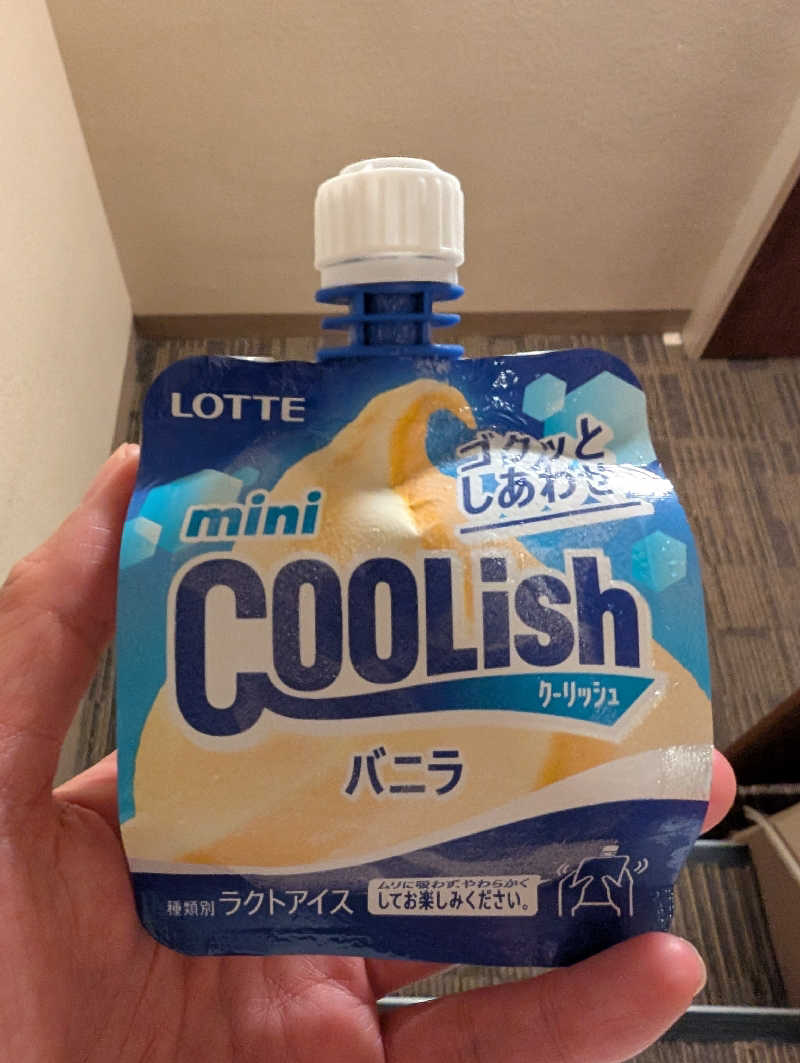 LOTTE
ゴクッと
しあわせ
mini
COOLish
クーリッシュ
バニラ
種類別 ラクトアイス
ムリに吸わず、やわらかく
してお楽しみください。